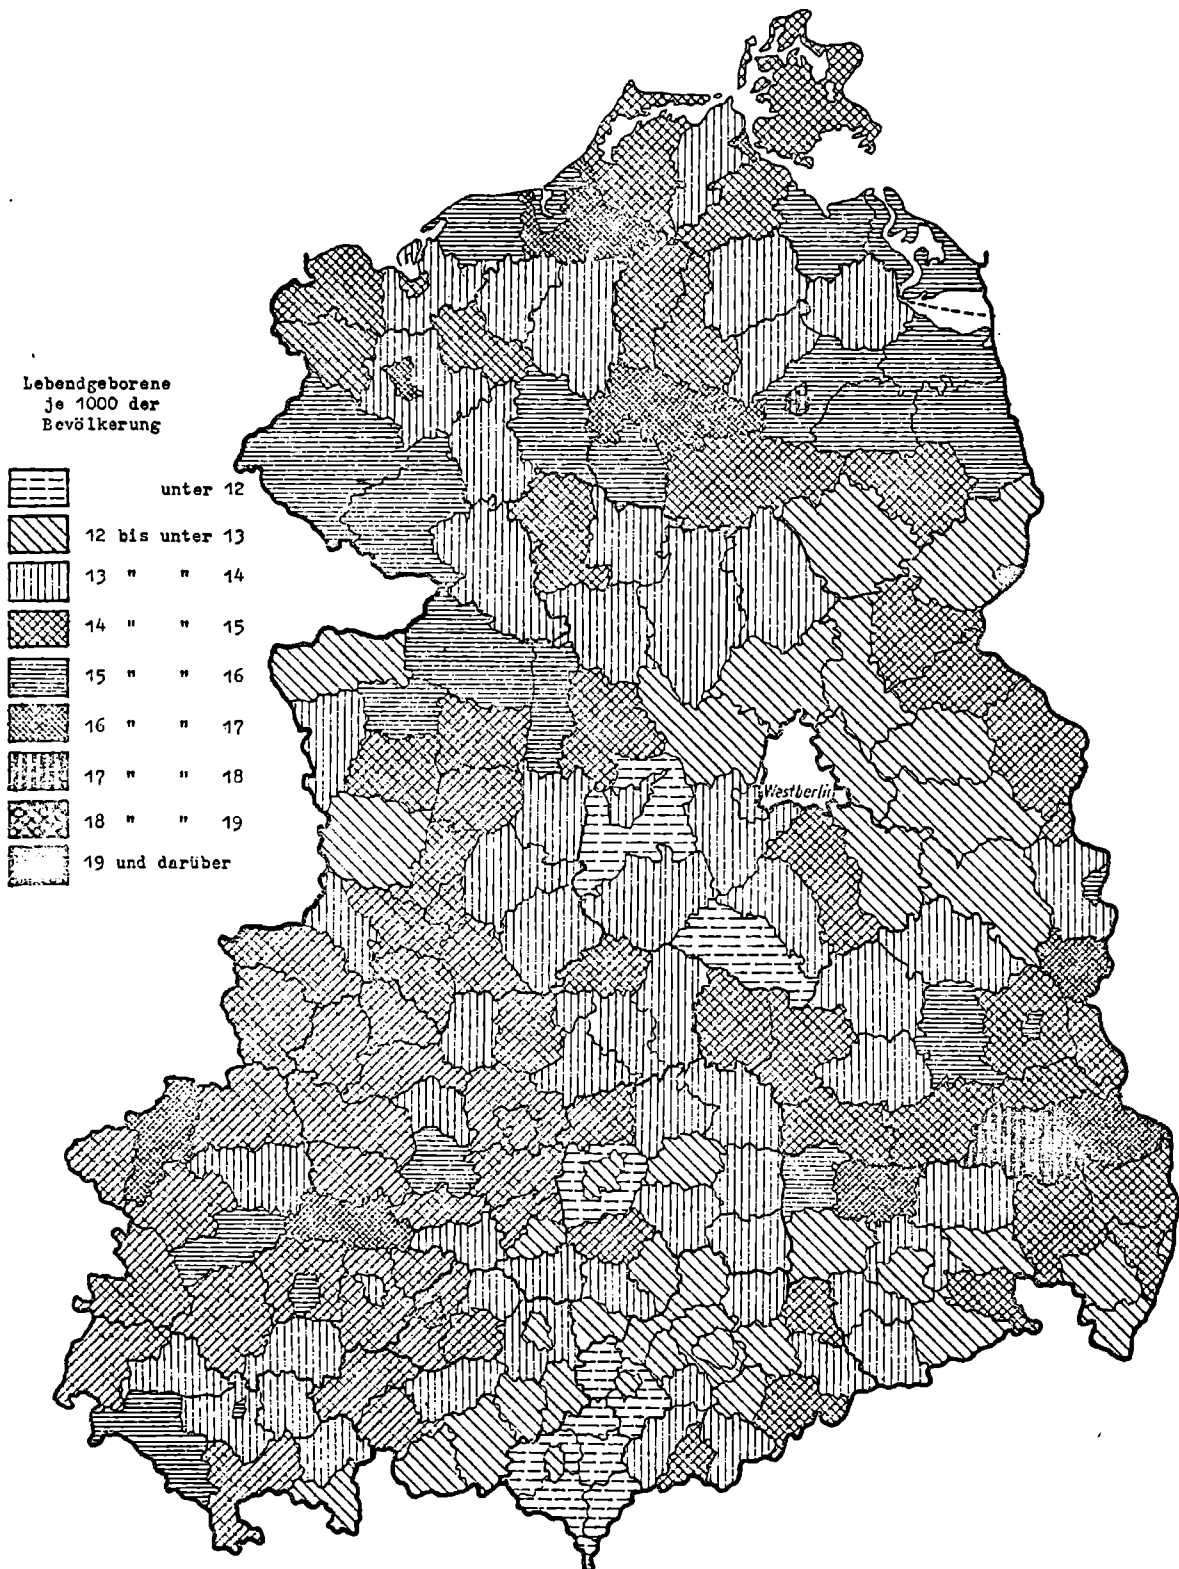 Lebendgeborene
je 1000 der
Bevölkerung
unter 12
12 bis unter 13
13 " " 14
14 " " 15
15 " " 16
16 " " 17
17 " " 18
18 " " 19
19 und darüber
Westberlin